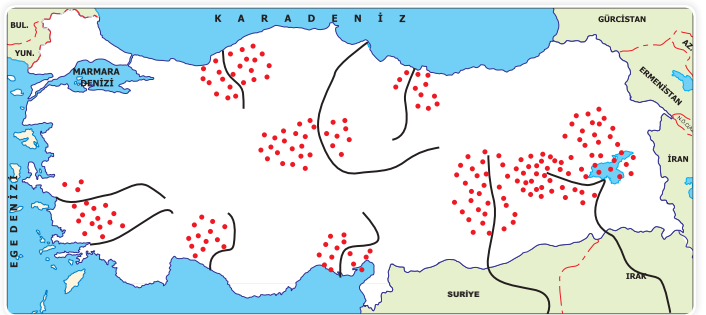 K A R A D E N İ Z
BUL.
GÜRCİSTAN
YUN.
MARMARA
DENİZİ
ERMENİSTAN
İRAN
E G E D E N İ Z İ
SURİYE
IRAK